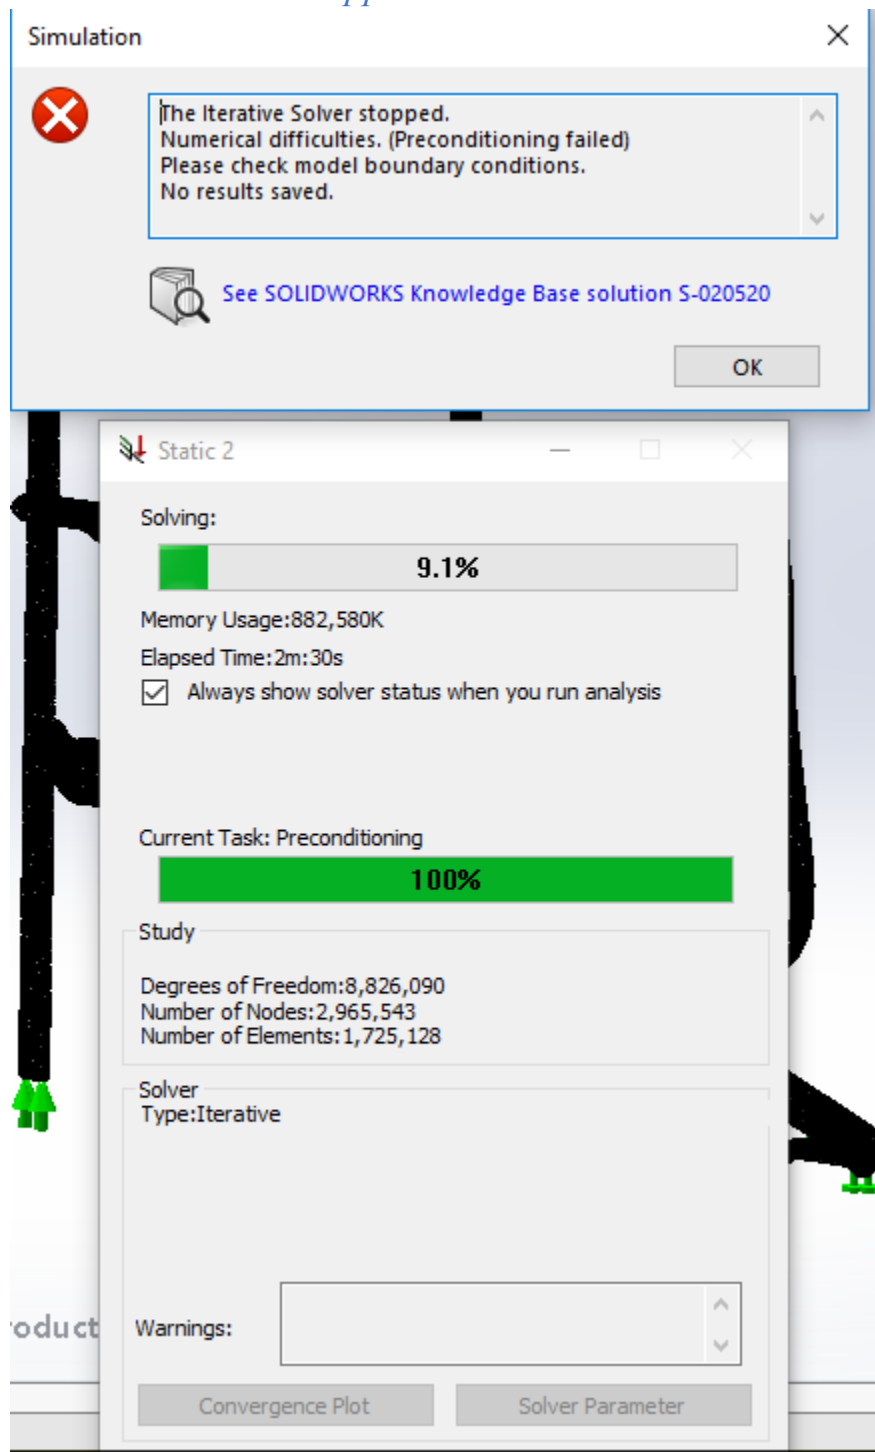 Simulation
The Iterative Solver stopped.
Numerical difficulties. (Preconditioning failed)
Please check model boundary conditions.
No results saved.
See SOLIDWORKS Knowledge Base solution S-020520
OK
Static 2
Solving:
9.1%
Memory Usage:882,580K
Elapsed Time:2m:30s
Always show solver status when you run analysis
Current Task: Preconditioning
100%
Study
Degrees of Freedom:8,826,090
Number of Nodes:2,965,543
Number of Elements:1,725,128
Solver
Type:Iterative
oduct
Warnings:
Convergence Plot
Solver Parameter